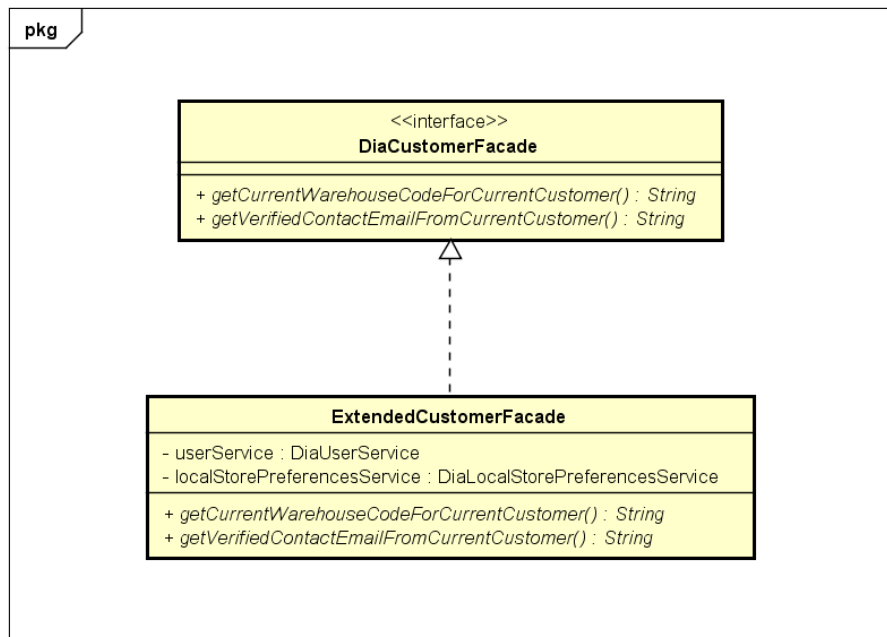 pkg
<<interface>>
DiaCustomerFacade
+ getCurrentWarehouseCodeForCurrentCustomer() : String
+ getVerifiedContactEmailFromCurrentCustomer() : String
ExtendedCustomerFacade
- userService : DiaUserService
- localStorePreferencesService : DiaLocalStorePreferencesService
+ getCurrentWarehouseCodeForCurrentCustomer() : String
+ getVerifiedContactEmailFromCurrentCustomer() : String